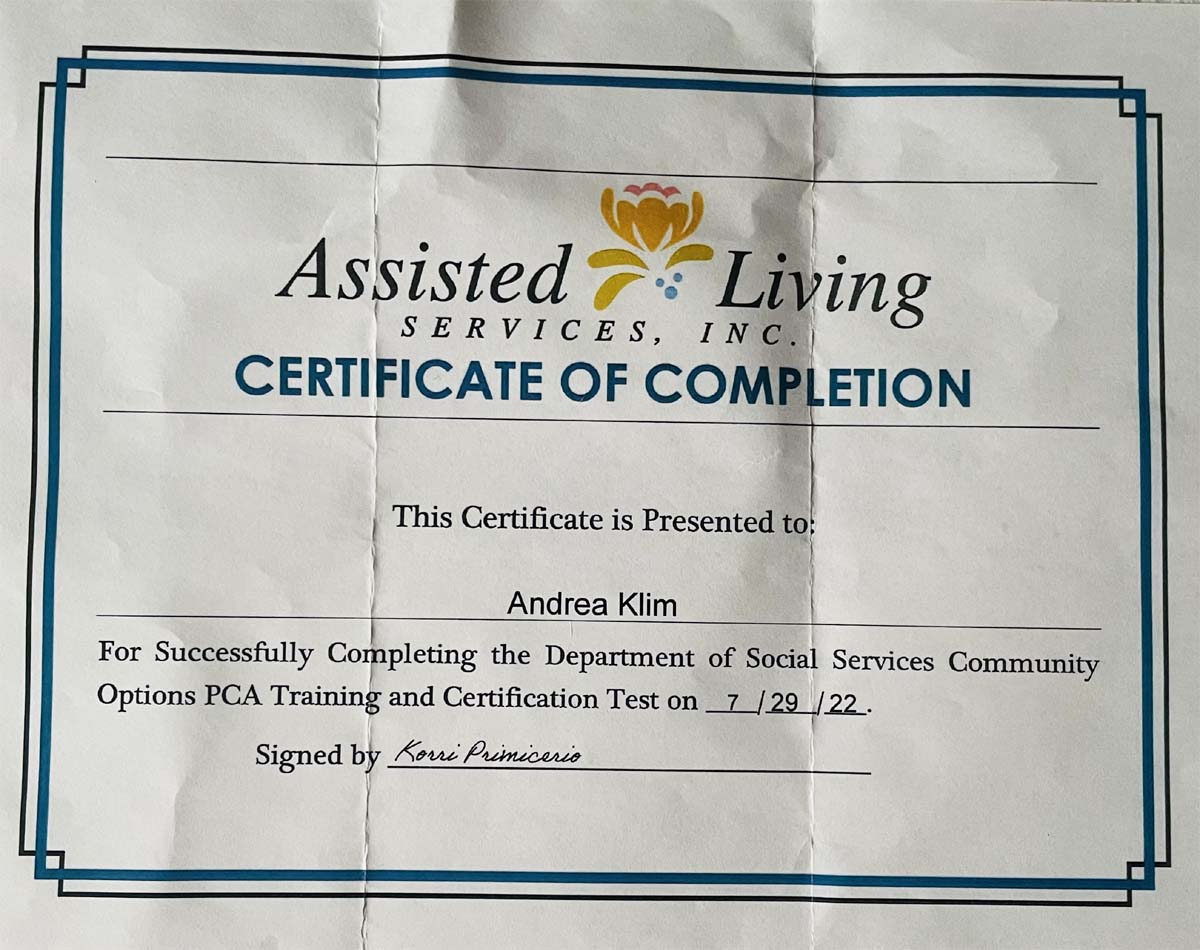 Assisted Living
SERVICES, INC.
CERTIFICATE OF COMPLETION
This Certificate is Presented to:
Andrea Klim
For Successfully Completing the Department of Social Services Community
Options PCA Training and Certification Test on 7 / 29 / 22 .
Signed by Korri Primicerio